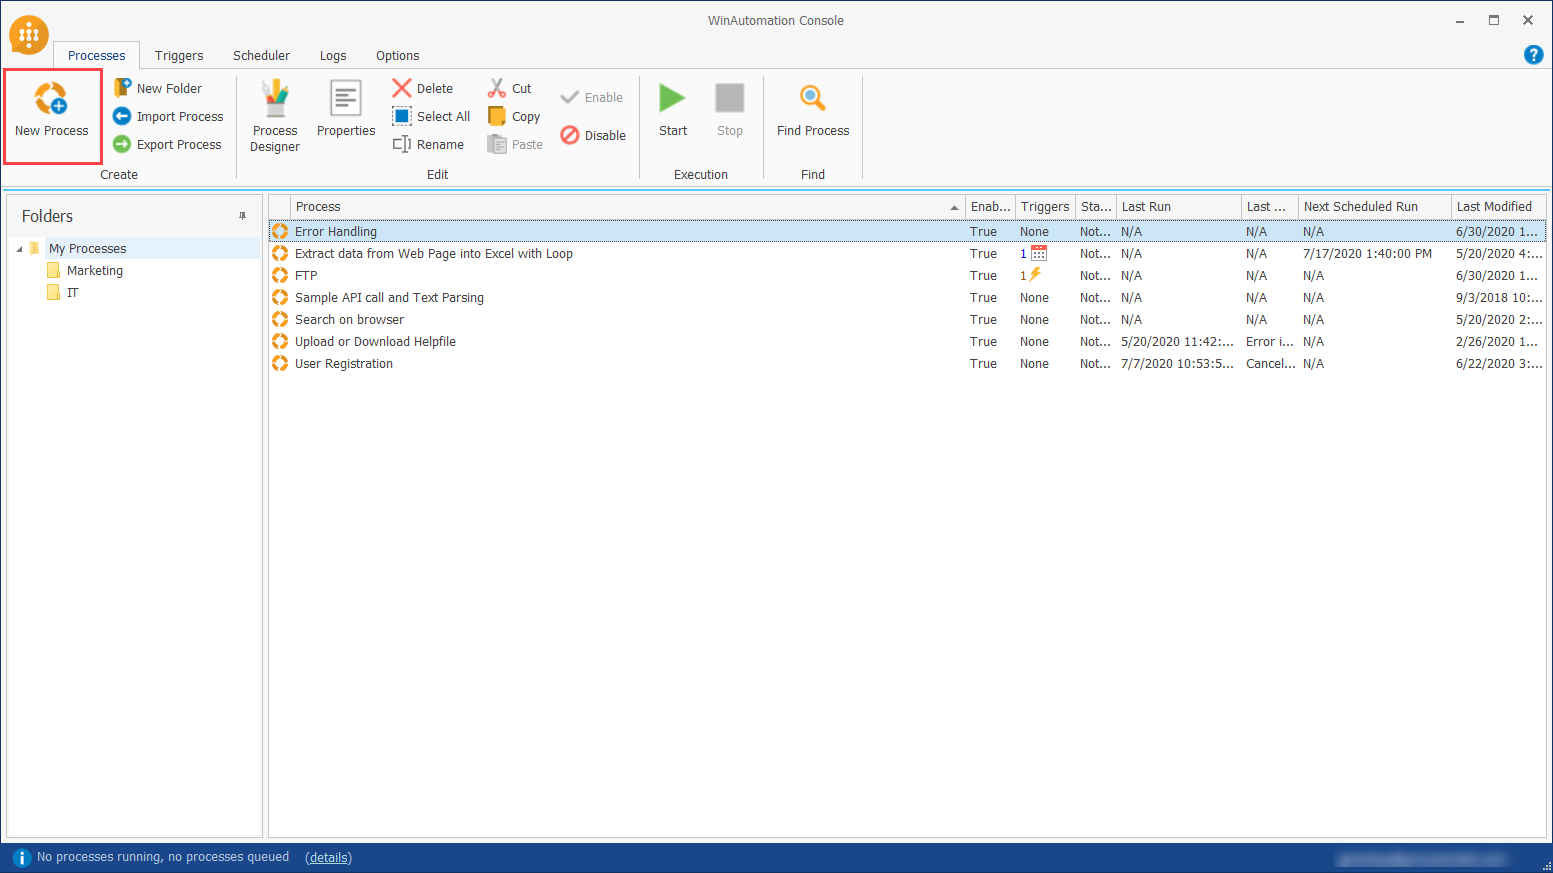 WinAutomation Console
Processes Triggers Scheduler Logs Options
New Process
New Folder
Import Process
Export Process
Create
Process Designer
Properties
Delete
Select All
Rename
Cut
Copy
Paste
Enable
Disable
Edit
Start
Stop
Execution
Find Process
Find
Folders
My Processes
Marketing
IT
Process Enab... Triggers Sta... Last Run Last ... Next Scheduled Run Last Modified
Error Handling True None Not... N/A N/A N/A 6/30/2020 1...
Extract data from Web Page into Excel with Loop True 1 Not... N/A N/A 7/17/2020 1:40:00 PM 5/20/2020 4:...
FTP True 1 Not... N/A N/A N/A 6/30/2020 1...
Sample API call and Text Parsing True None Not... N/A N/A N/A 9/3/2018 10:...
Search on browser True None Not... N/A N/A N/A 5/20/2020 2:...
Upload or Download Helpfile True None Not... 5/20/2020 11:42:... Error i... N/A 2/26/2020 1...
User Registration True None Not... 7/7/2020 10:53:5... Cancel... N/A 6/22/2020 3:...
No processes running, no processes queued (details)